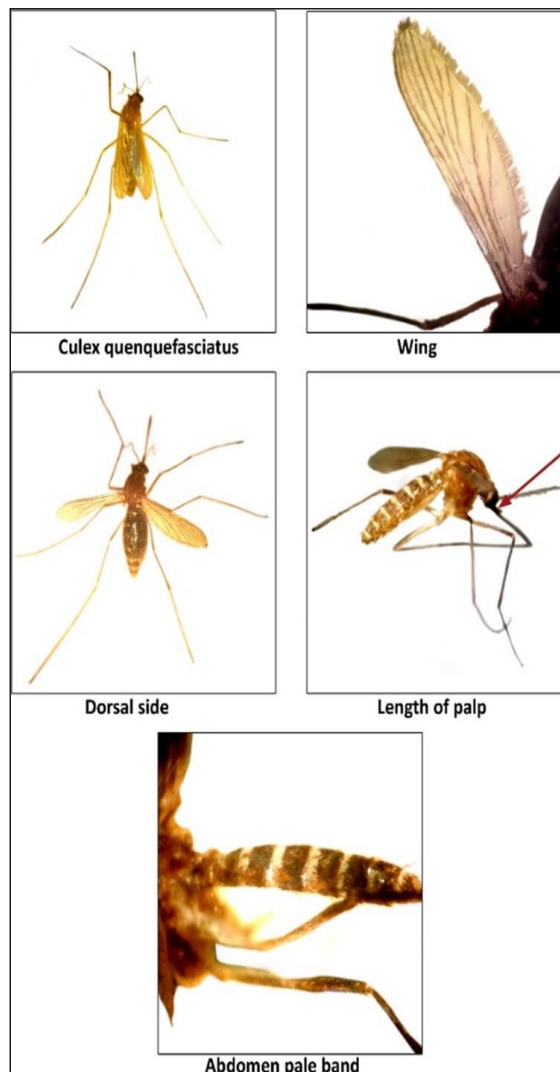 Culex quenquefasciatus
Wing
Dorsal side
Length of palp
Abdomen pale band